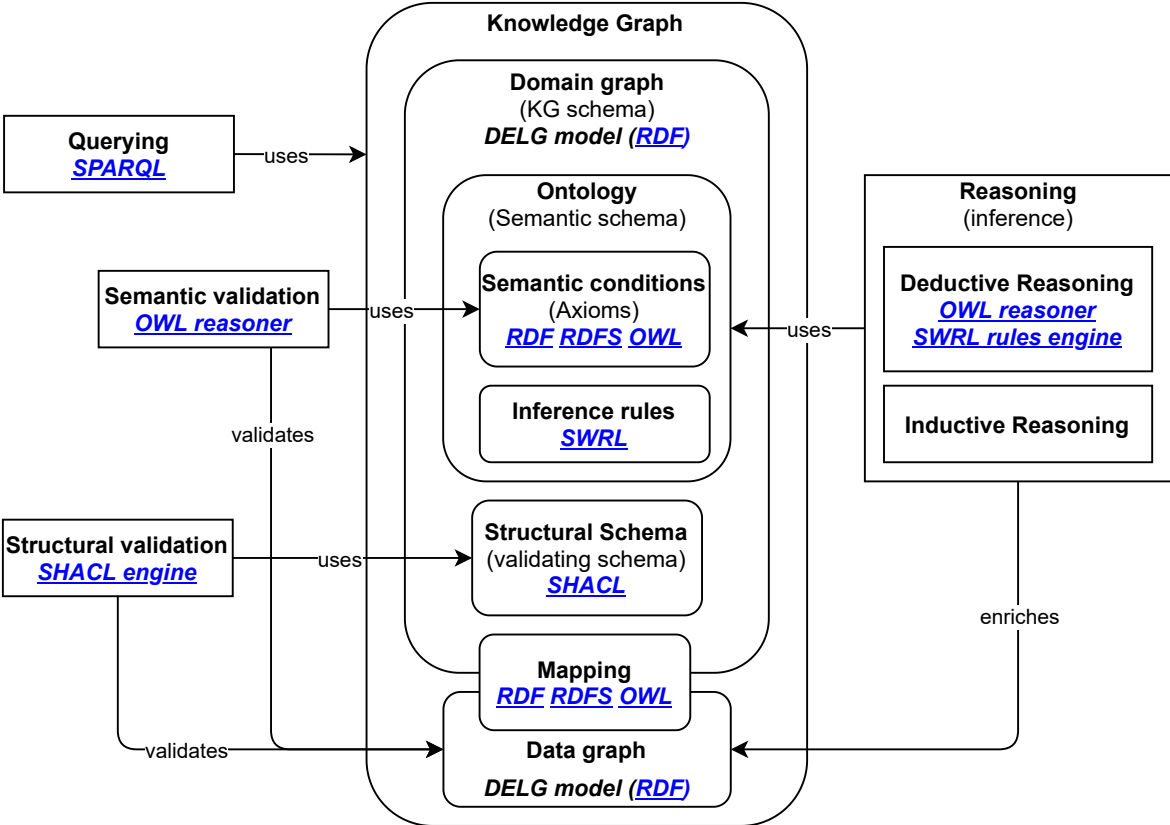 Knowledge Graph
Domain graph
(KG schema)
DELG model (RDF)
Querying
SPARQL
uses
Ontology
(Semantic schema)
Reasoning
(inference)
Semantic validation
OWL reasoner
uses
Semantic conditions
(Axioms)
RDF RDFS OWL
uses
Deductive Reasoning
OWL reasoner
SWRL rules engine
Inference rules
SWRL
Inductive Reasoning
validates
Structural validation
SHACL engine
uses
Structural Schema
(validating schema)
SHACL
enriches
Mapping
RDF RDFS OWL
validates
Data graph
DELG model (RDF)